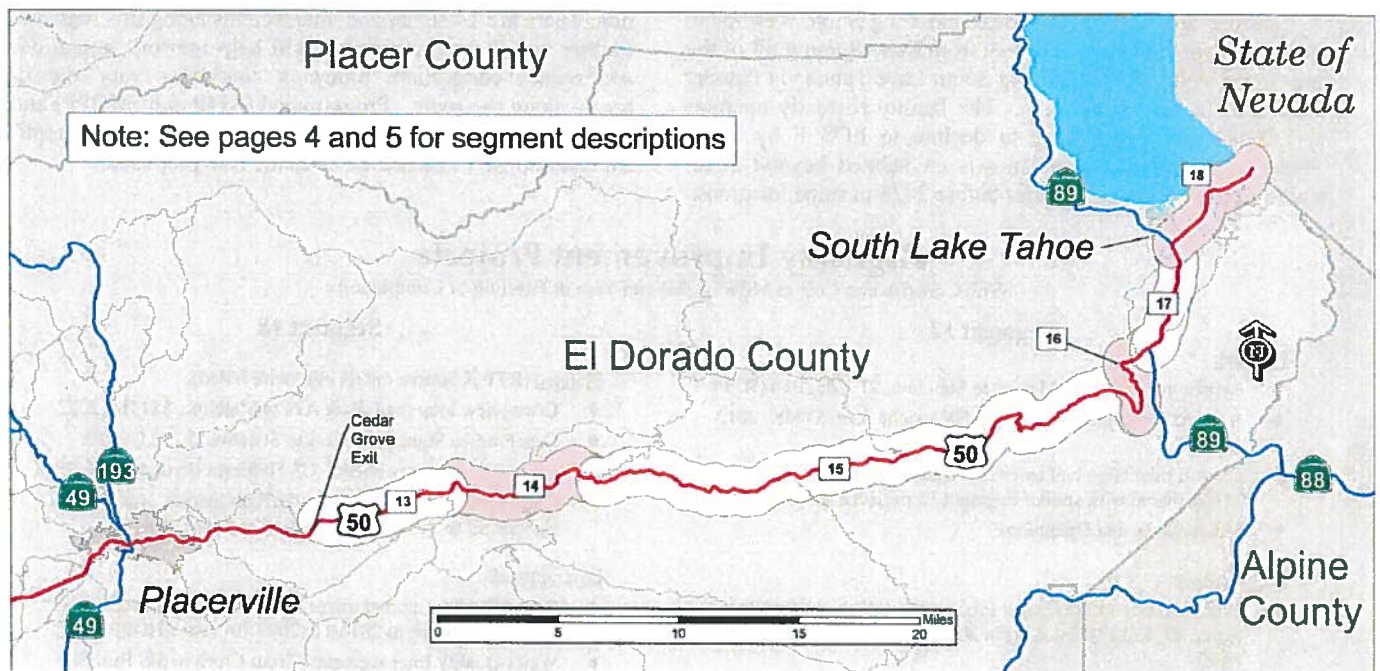 Placer County
State of
Nevada
Note: See pages 4 and 5 for segment descriptions
89
18
South Lake Tahoe
17
16
El Dorado County
Cedar
Grove
Exit
50
15
89
88
193
49
14
13
50
Alpine
County
Placerville
49
0
5
10
15
20
Miles